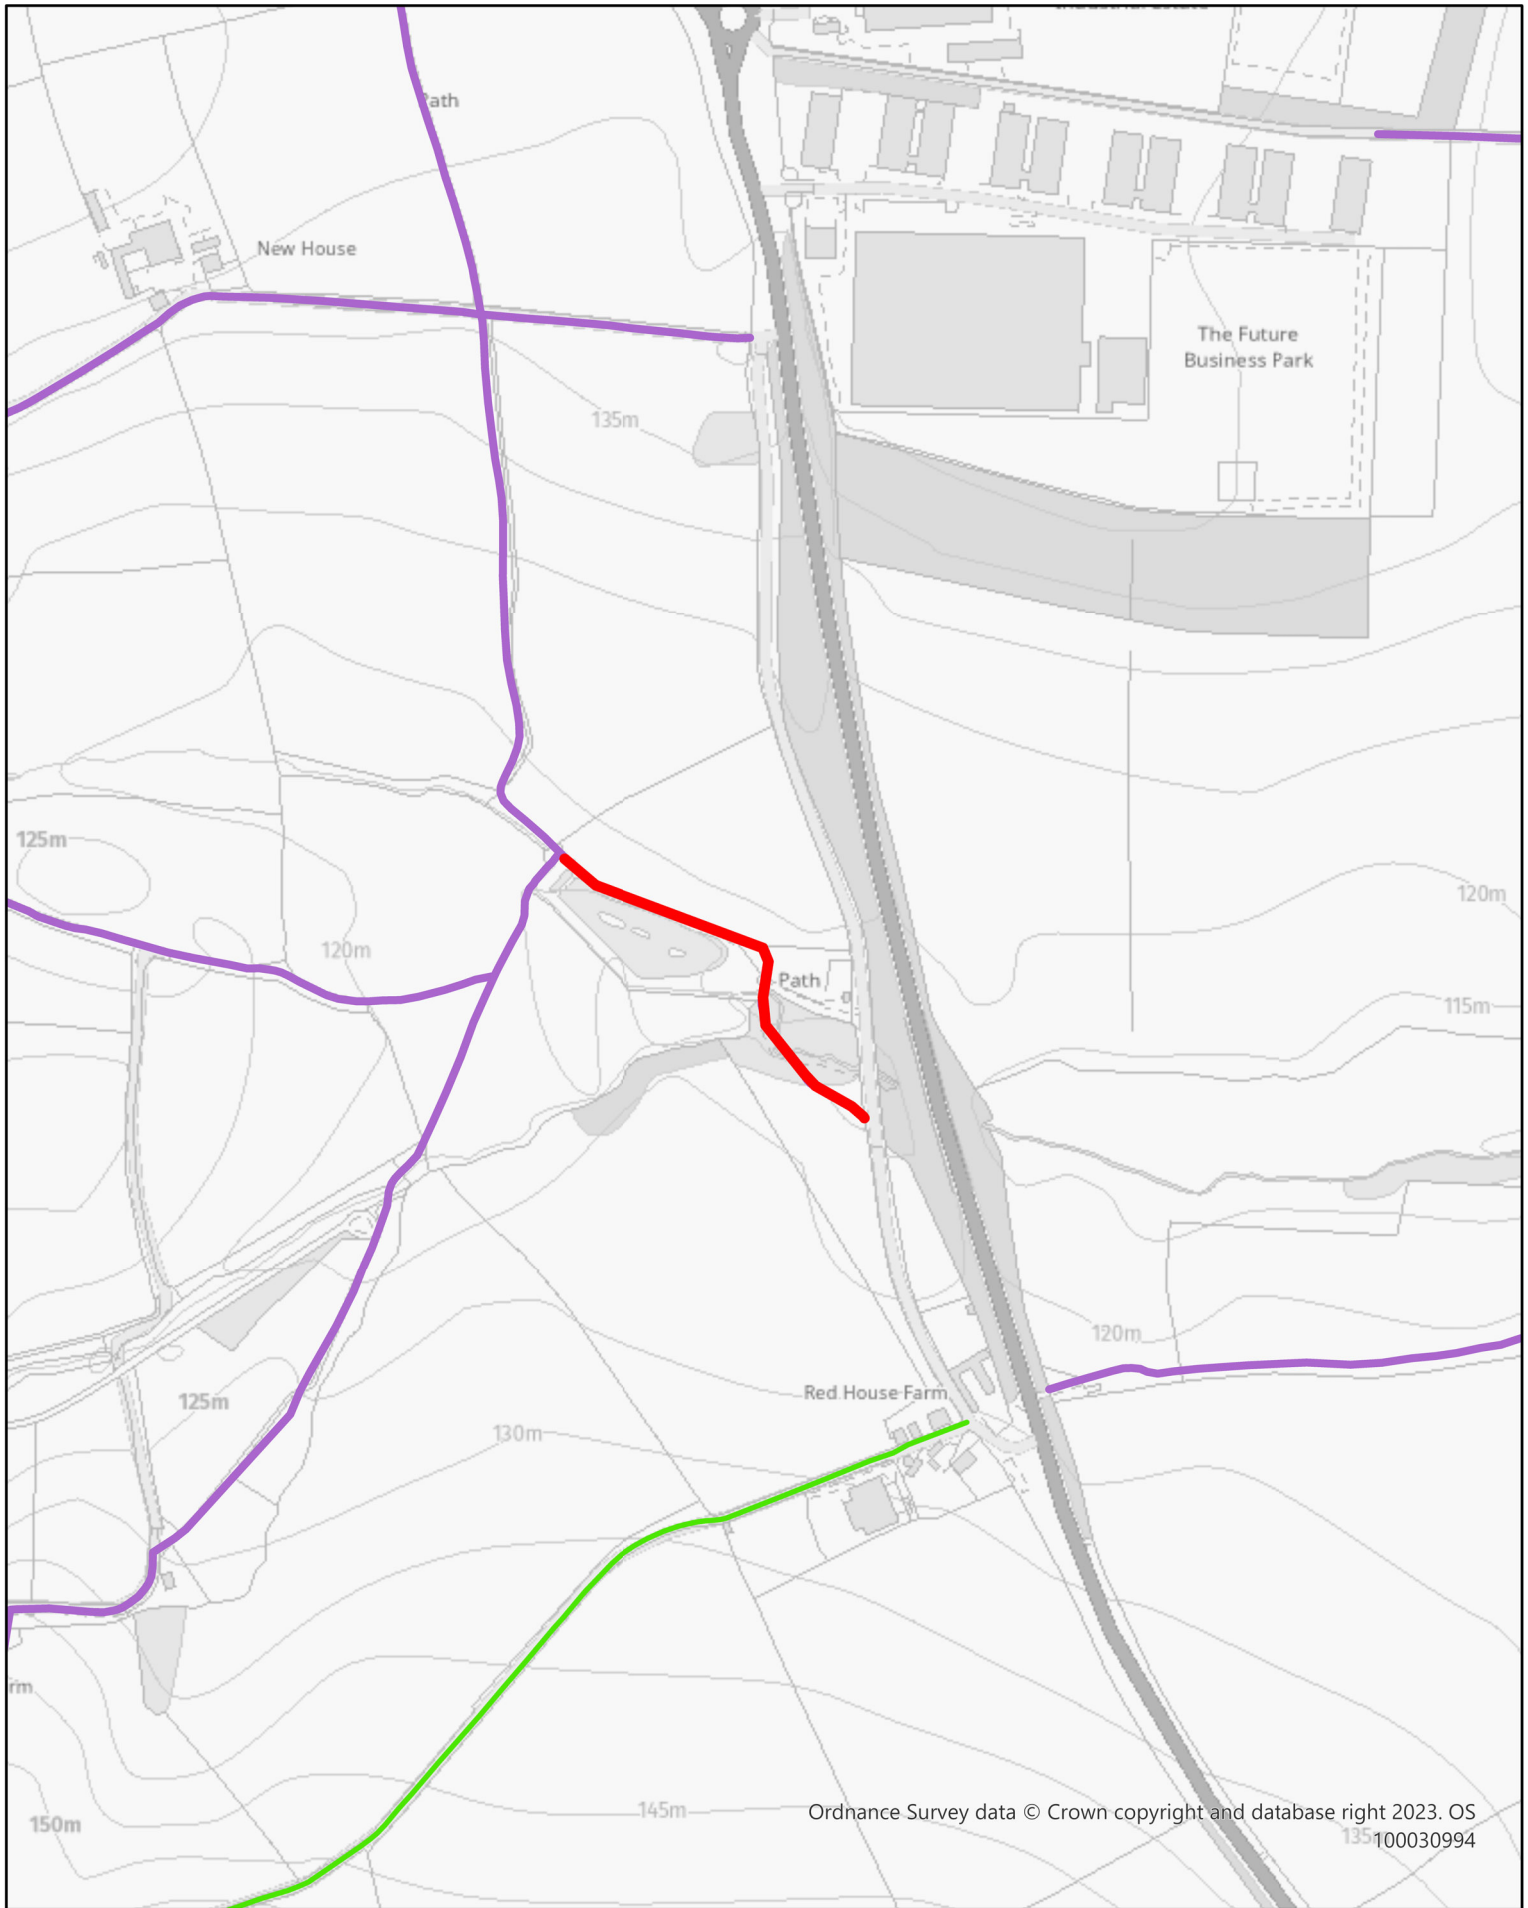 Path
New House
The Future
Business Park
135m
125m
120m
120m
Path
115m
120m
Red House Farm
125m
130m
rm
145m
Ordnance Survey data © Crown copyright and database right 2023. OS
150m
100030994